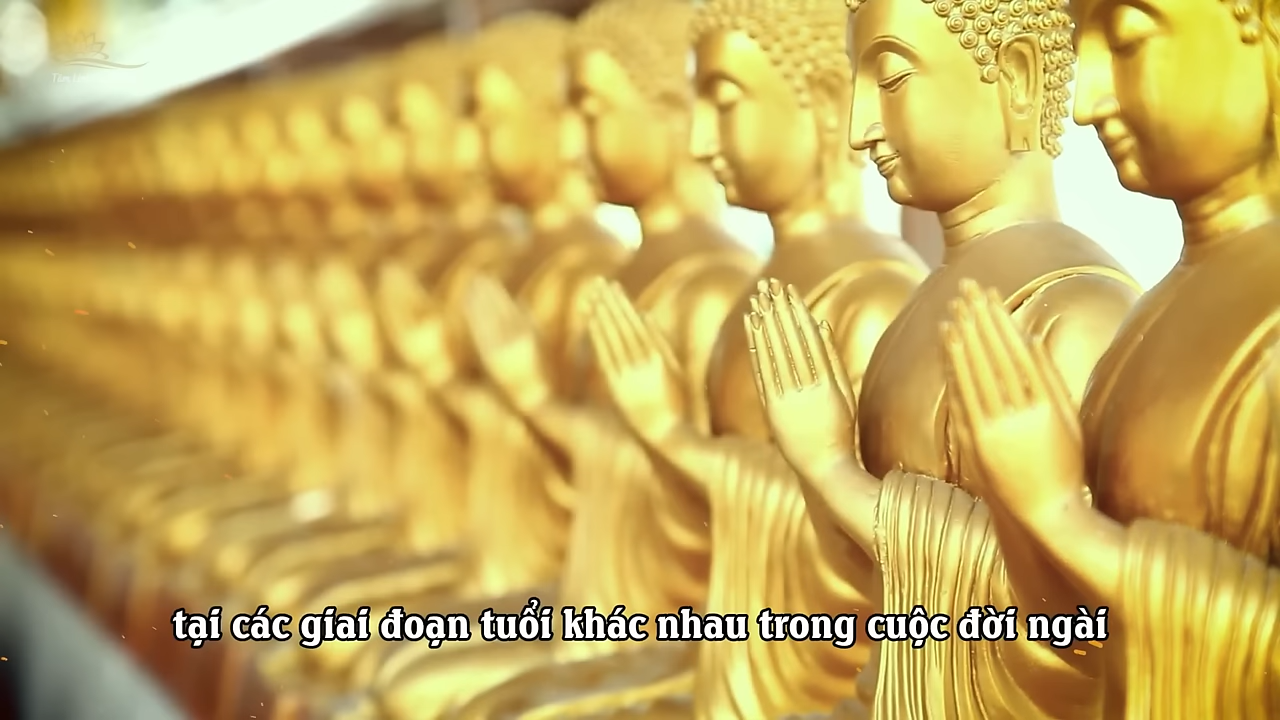 tại các giai đoạn tuổi khác nhau trong cuộc đời ngài